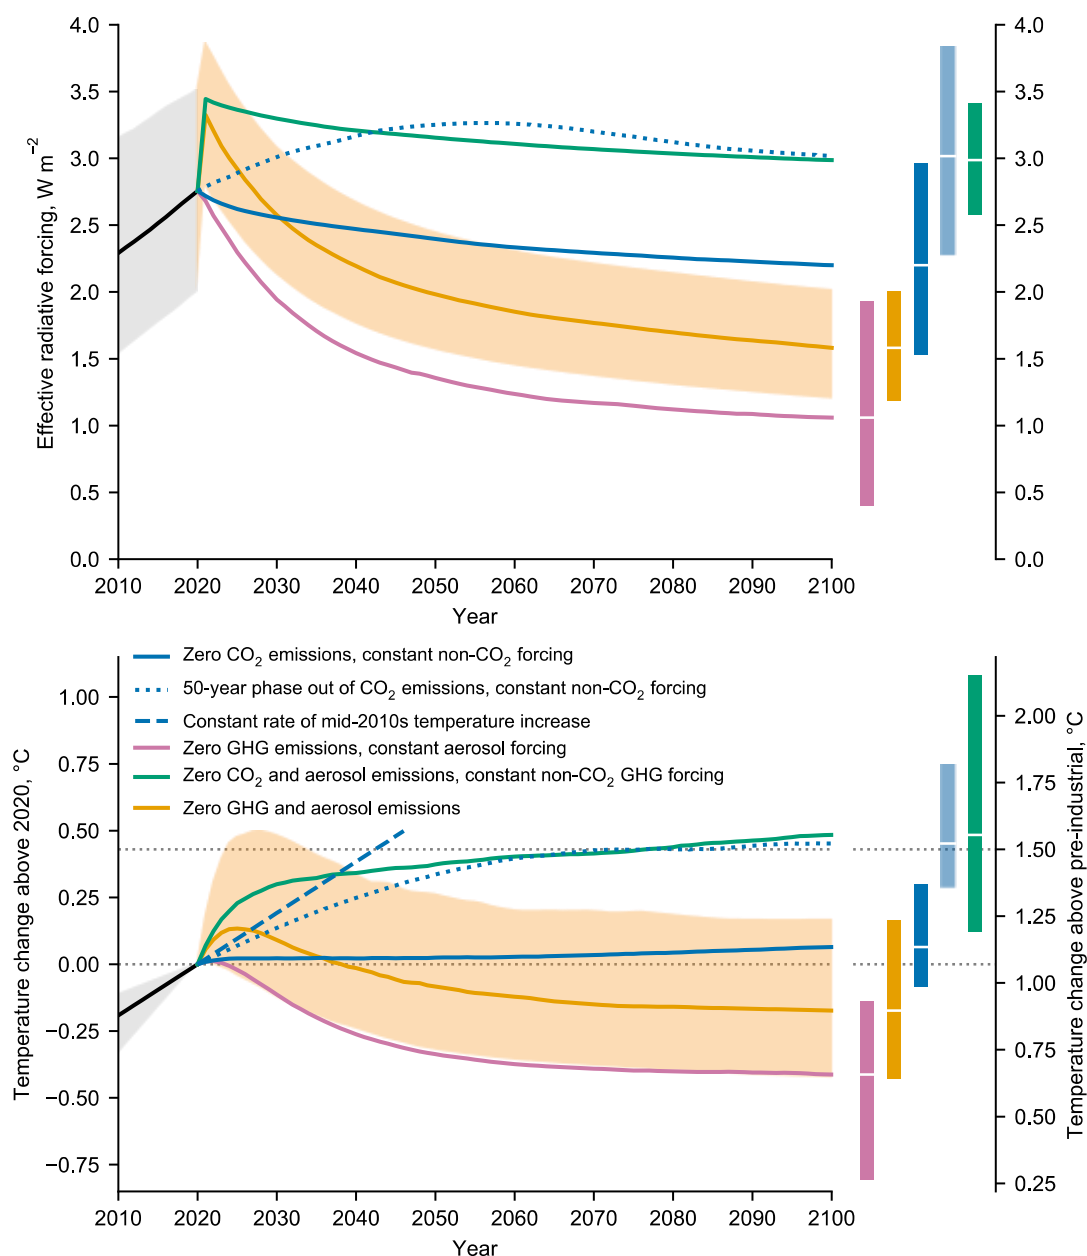 Effective radiative forcing, W m⁻²
4.0
3.5
3.0
2.5
2.0
1.5
1.0
0.5
0.0
4.0
3.5
3.0
2.5
2.0
1.5
1.0
0.5
0.0
2010 2020 2030 2040 2050 2060 2070 2080 2090 2100
Year
Zero CO₂ emissions, constant non-CO₂ forcing
50-year phase out of CO₂ emissions, constant non-CO₂ forcing
Constant rate of mid-2010s temperature increase
Zero GHG emissions, constant aerosol forcing
Zero CO₂ and aerosol emissions, constant non-CO₂ GHG forcing
Zero GHG and aerosol emissions
Temperature change above 2020, °C
1.00
0.75
0.50
0.25
0.00
−0.25
−0.50
−0.75
2.00
1.75
1.50
1.25
1.00
0.75
0.50
0.25
Temperature change above pre-industrial, °C
2010 2020 2030 2040 2050 2060 2070 2080 2090 2100
Year